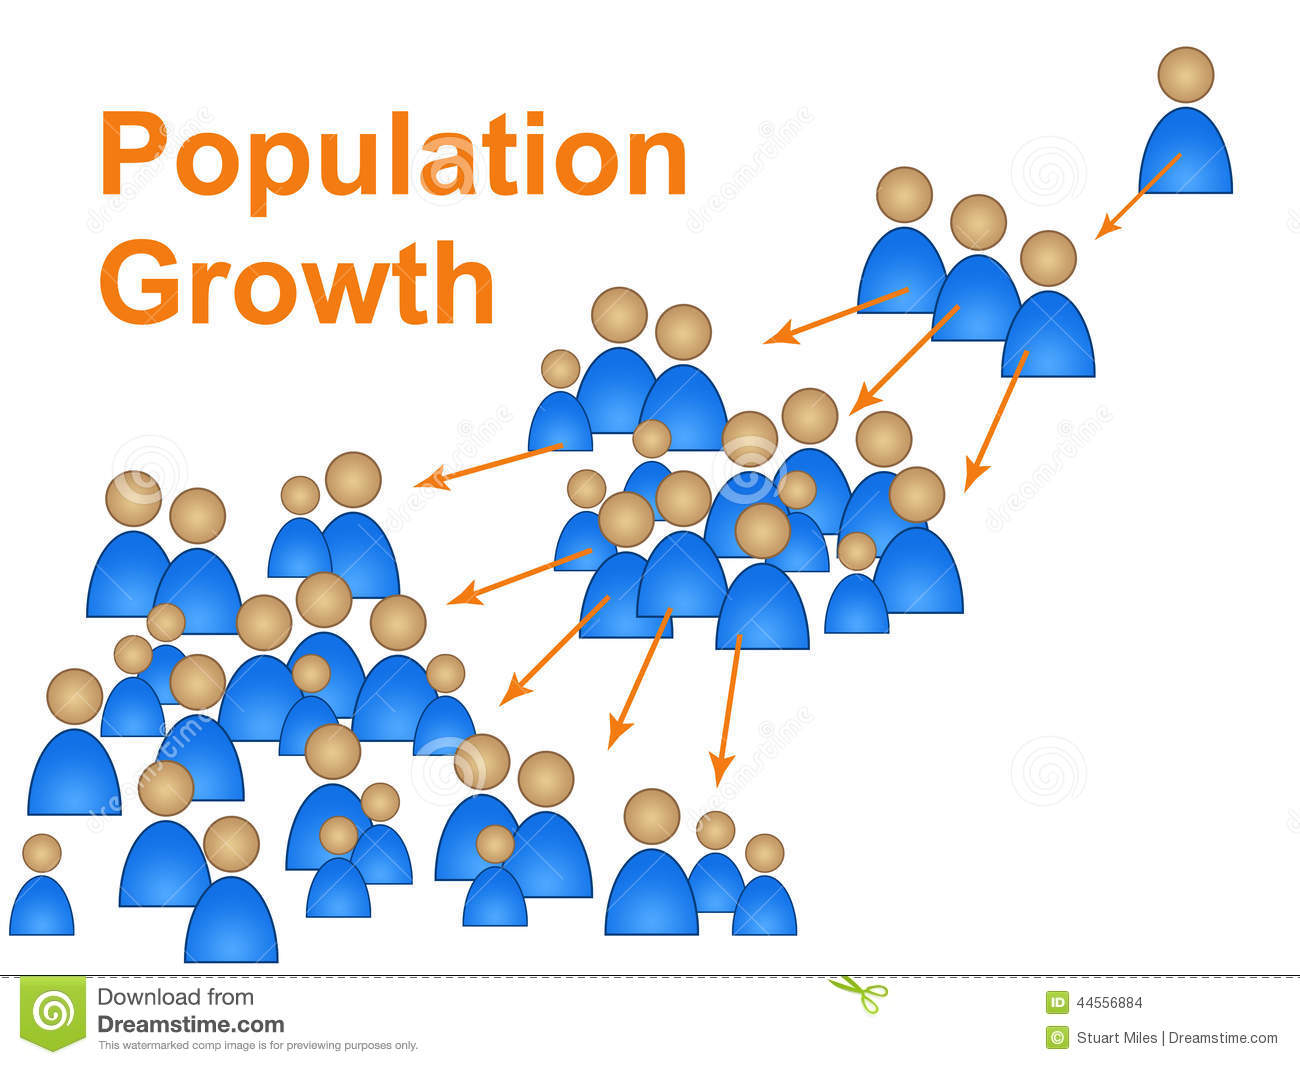 Population
Growth
Download from
Dreamstime.com
This watermarked comp image is for previewing purposes only.
ID 44556884
© Stuart Miles | Dreamstime.com